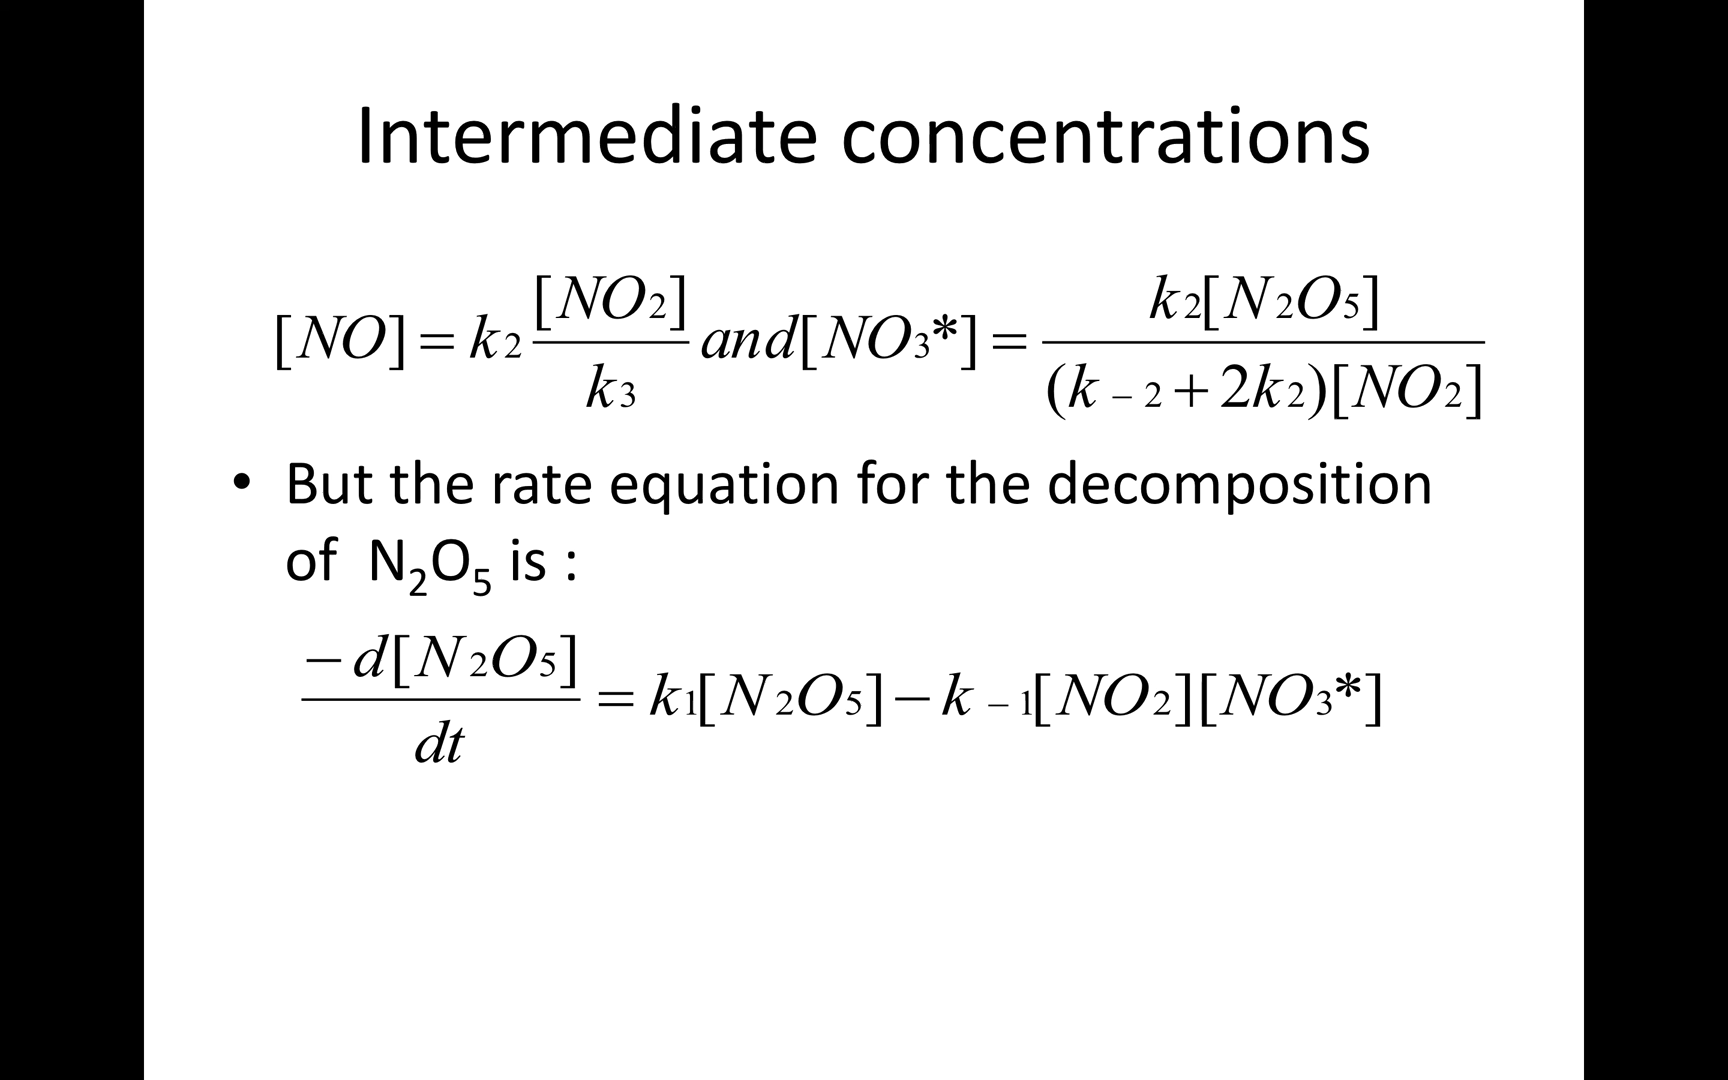 Intermediate concentrations
[NO] = k₂ [NO₂] / k₃ and [NO₃*] = k₂[N₂O₅] / (k₋₂ + 2k₂)[NO₂]
• But the rate equation for the decomposition
of N₂O₅ is :
−d[N₂O₅] / dt = k₁[N₂O₅] − k₋₁[NO₂][NO₃*]